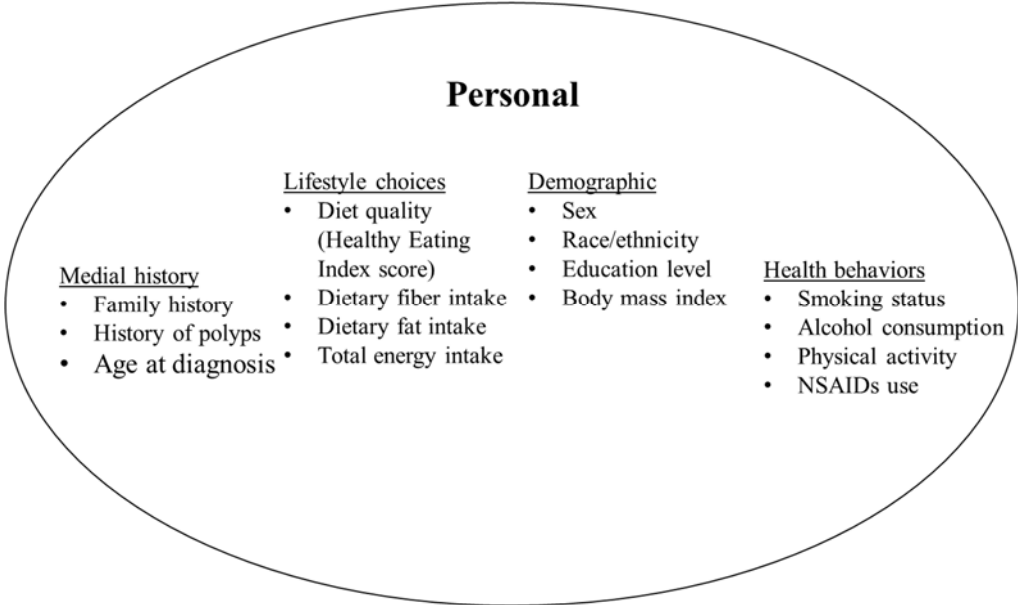 Personal
Medial history
• Family history
• History of polyps
• Age at diagnosis
Lifestyle choices
• Diet quality
(Healthy Eating
Index score)
• Dietary fiber intake
• Dietary fat intake
• Total energy intake
Demographic
• Sex
• Race/ethnicity
• Education level
• Body mass index
Health behaviors
• Smoking status
• Alcohol consumption
• Physical activity
• NSAIDs use